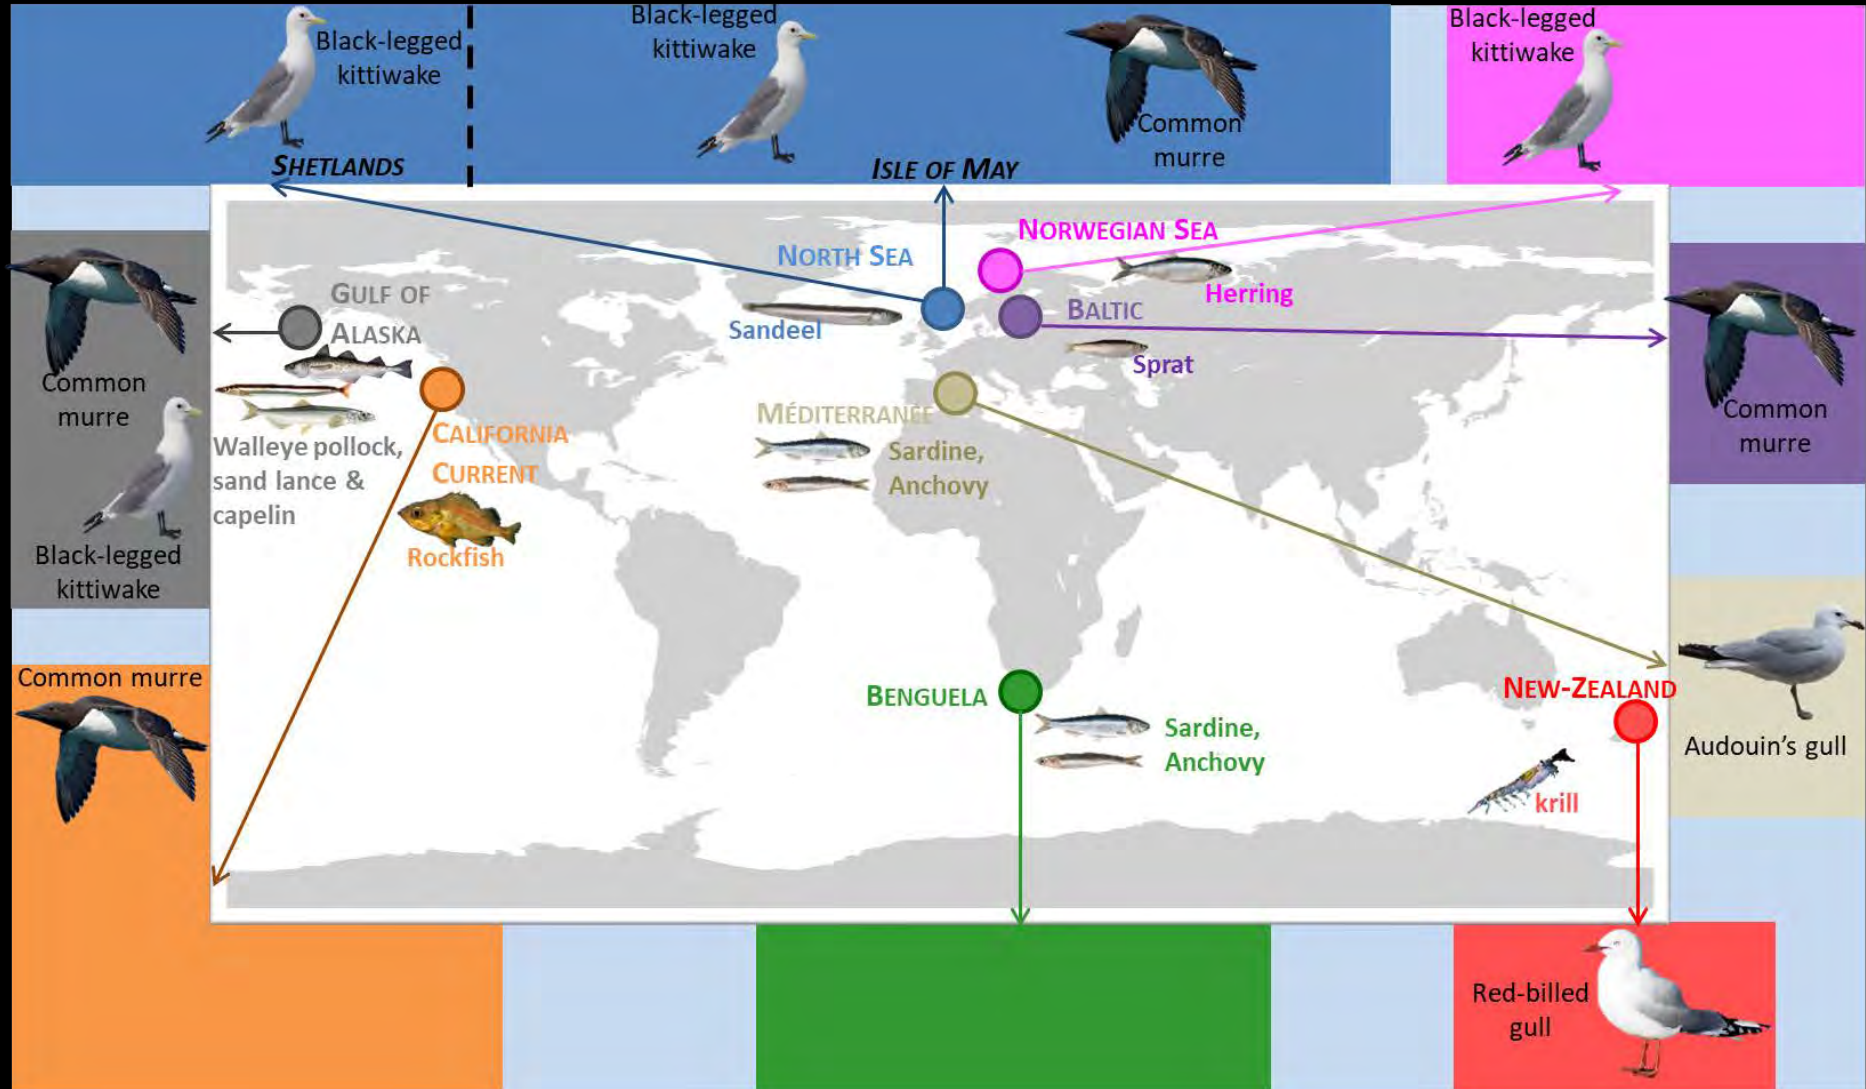 Black-legged
kittiwake
Black-legged
kittiwake
Common
murre
Black-legged
kittiwake
SHETLANDS
ISLE OF MAY
NORWEGIAN SEA
NORTH SEA
Herring
GULF OF
ALASKA
BALTIC
Sandeel
Sprat
Common
murre
Common
murre
MÉDITERRANÉE
CALIFORNIA
CURRENT
Walleye pollock,
sand lance &
capelin
Sardine,
Anchovy
Rockfish
Black-legged
kittiwake
Common murre
BENGUELA
NEW-ZEALAND
Sardine,
Anchovy
Audouin's gull
krill
Red-billed
gull